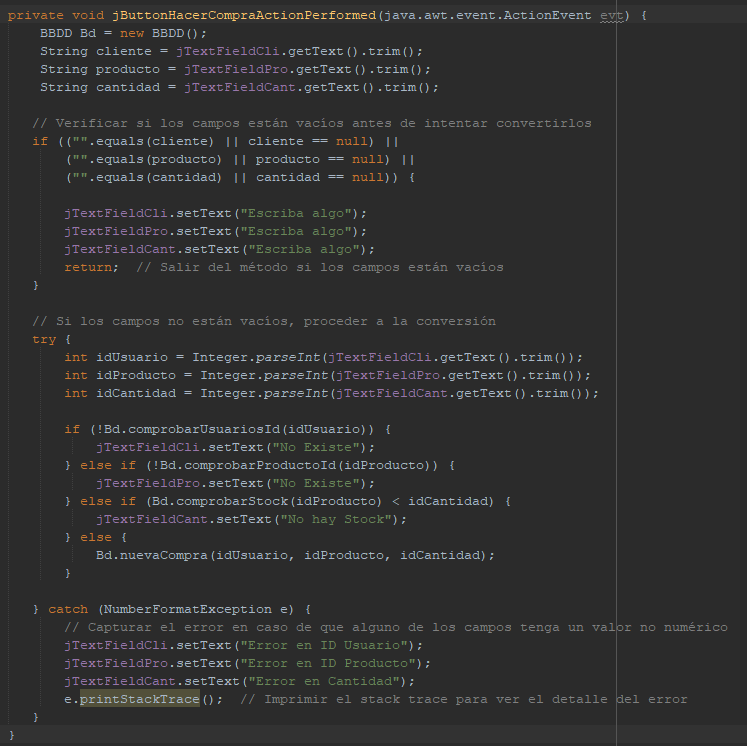 private void jButtonHacerCompraActionPerformed(java.awt.event.ActionEvent evt) {
    BBDD Bd = new BBDD();
    String cliente = jTextFieldCli.getText().trim();
    String producto = jTextFieldPro.getText().trim();
    String cantidad = jTextFieldCant.getText().trim();

   // Verificar si los campos están vacíos antes de intentar convertirlos
   if (("".equals(cliente) || cliente == null) ||
       ("".equals(producto) || producto == null) ||
       ("".equals(cantidad) || cantidad == null)) {

       jTextFieldCli.setText("Escriba algo");
       jTextFieldPro.setText("Escriba algo");
       jTextFieldCant.setText("Escriba algo");
       return;  // Salir del método si los campos están vacíos
   }

   // Si los campos no están vacíos, proceder a la conversión
   try {
       int idUsuario = Integer.parseInt(jTextFieldCli.getText().trim());
       int idProducto = Integer.parseInt(jTextFieldPro.getText().trim());
       int idCantidad = Integer.parseInt(jTextFieldCant.getText().trim());

       if (!Bd.comprobarUsuariosId(idUsuario)) {
           jTextFieldCli.setText("No Existe");
       } else if (!Bd.comprobarProductoId(idProducto)) {
           jTextFieldPro.setText("No Existe");
       } else if (Bd.comprobarStock(idProducto) < idCantidad) {
           jTextFieldCant.setText("No hay Stock");
       } else {
           Bd.nuevaCompra(idUsuario, idProducto, idCantidad);
       }

   } catch (NumberFormatException e) {
       // Capturar el error en caso de que alguno de los campos tenga un valor no numérico
       jTextFieldCli.setText("Error en ID Usuario");
       jTextFieldPro.setText("Error en ID Producto");
       jTextFieldCant.setText("Error en Cantidad");
       e.printStackTrace();  // Imprimir el stack trace para ver el detalle del error
   }
}